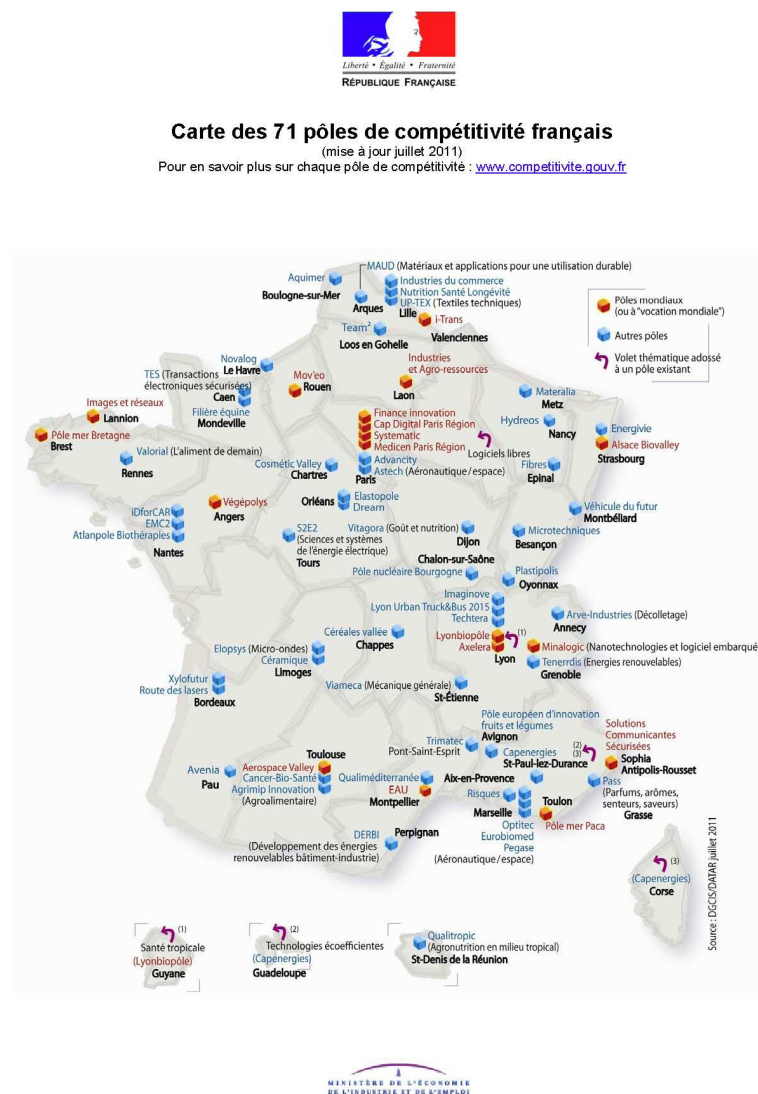 Liberté • Égalité • Fraternité
RÉPUBLIQUE FRANÇAISE
Carte des 71 pôles de compétitivité français
(mise à jour juillet 2011)
Pour en savoir plus sur chaque pôle de compétitivité : www.competitivite.gouv.fr
MAUD (Matériaux et applications pour une utilisation durable)
Aquimer
Boulogne-sur-Mer
Arques
Industries du commerce
Nutrition Santé Longévité
UP-TEX (Textiles techniques)
Lille
i-Trans
Valenciennes
Team²
Loos en Gohelle
Pôles mondiaux
(ou à "vocation mondiale")
Autres pôles
Volet thématique adossé
à un pôle existant
Novalog
Le Havre
TES (Transactions
électroniques sécurisées)
Caen
Filière équine
Mondeville
Mov'eo
Rouen
Industries
et Agro-ressources
Laon
Materalia
Metz
Images et réseaux
Lannion
Pôle mer Bretagne
Brest
Valorial (L'aliment de demain)
Rennes
Finance innovation
Cap Digital Paris Région
Systematic
Medicen Paris Région
Advancity
Astech (Aéronautique/espace)
Paris
Logiciels libres
Hydreos
Nancy
Energivie
Alsace Biovalley
Strasbourg
Fibres
Epinal
Cosmétic Valley
Chartres
Orléans
Elastopole
Dream
iDforCAR
EMC2
Atlanpole Biothérapies
Nantes
Végépolys
Angers
S2E2
(Sciences et systèmes
de l'énergie électrique)
Tours
Vitagora (Goût et nutrition)
Dijon
Véhicule du futur
Montbéliard
Microtechniques
Besançon
Chalon-sur-Saône
Pôle nucléaire Bourgogne
Plastipolis
Oyonnax
Imaginove
Lyon Urban Truck&Bus 2015
Techtera
Lyonbiopôle
Axelera
(1)
Lyon
Arve-Industries (Décolletage)
Annecy
Minalogic (Nanotechnologies et logiciel embarqué
Tenerrdis (Energies renouvelables)
Grenoble
Céréales vallée
Chappes
Elopsys (Micro-ondes)
Céramique
Limoges
Xylofutur
Route des lasers
Bordeaux
Viameca (Mécanique générale)
St-Étienne
Pôle européen d'innovation
fruits et légumes
Avignon
Trimatec
Pont-Saint-Esprit
Capenergies
(2)
(3)
St-Paul-lez-Durance
Solutions
Communicantes
Sécurisées
Sophia
Antipolis-Rousset
Toulouse
Aerospace Valley
Cancer-Bio-Santé
Agrimip Innovation
(Agroalimentaire)
Avenia
Pau
Qualiméditerranée
EAU
Montpellier
Aix-en-Provence
Risques
Marseille
Optitec
Eurobiomed
Pegase
(Aéronautique/espace)
Toulon
Pôle mer Paca
Pass
(Parfums, arômes,
senteurs, saveurs)
Grasse
DERBI
(Développement des énergies
renouvelables bâtiment-industrie)
Perpignan
(3)
(Capenergies)
Corse
Source : DGCIS/DATAR juillet 2011
(1)
Santé tropicale
(Lyonbiopôle)
Guyane
(2)
Technologies écoefficientes
(Capenergies)
Guadeloupe
Qualitropic
(Agronutrition en milieu tropical)
St-Denis de la Réunion
MINISTÈRE DE L'ÉCONOMIE
DE L'INDUSTRIE ET DE L'EMPLOI